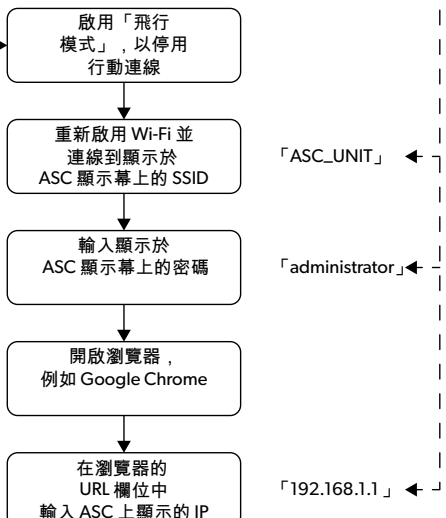 啟用「飛行
模式」，以停用
行動連線
重新啟用 Wi-Fi 並
連線到顯示於
ASC 顯示幕上的 SSID
「ASC_UNIT」
輸入顯示於
ASC 顯示幕上的密碼
「administrator」
開啟瀏覽器，
例如 Google Chrome
在瀏覽器的
URL 欄位中
輸入 ASC 上顯示的 IP
「192.168.1.1」